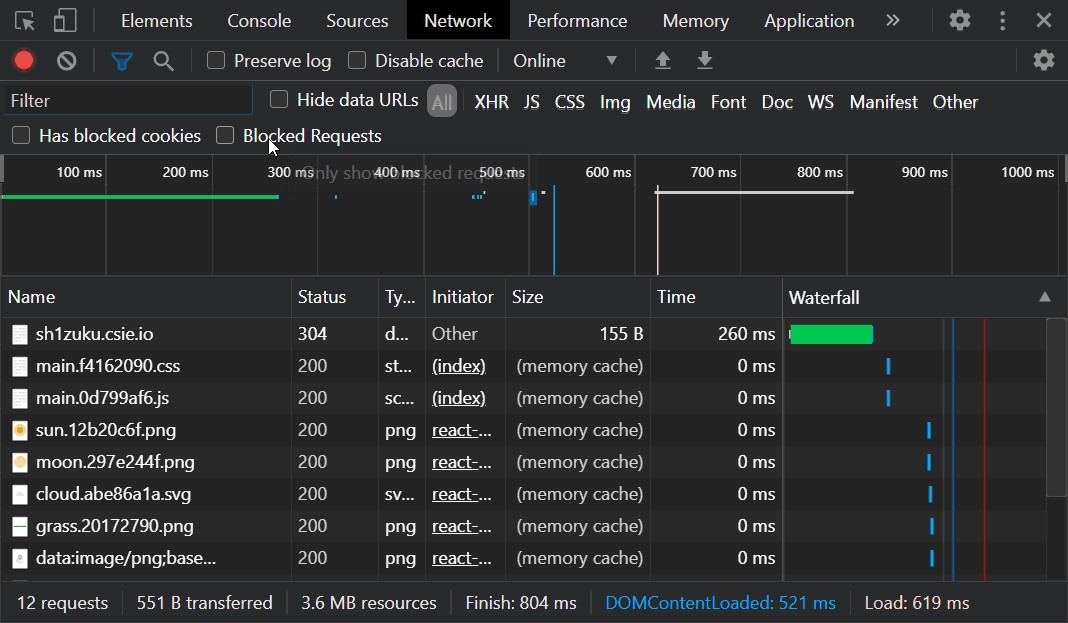 Elements Console Sources Network Performance Memory Application »
Preserve log Disable cache Online ▼
Filter Hide data URLs All XHR JS CSS Img Media Font Doc WS Manifest Other
Has blocked cookies Blocked Requests
Only show blocked requests
100 ms 200 ms 300 ms 400 ms 500 ms 600 ms 700 ms 800 ms 900 ms 1000 ms
Name Status Ty... Initiator Size Time Waterfall ▲
sh1zuku.csie.io 304 d... Other 155 B 260 ms
main.f4162090.css 200 st... (index) (memory cache) 0 ms
main.0d799af6.js 200 sc... (index) (memory cache) 0 ms
sun.12b20c6f.png 200 png react-... (memory cache) 0 ms
moon.297e244f.png 200 png react-... (memory cache) 0 ms
cloud.abe86a1a.svg 200 sv... react-... (memory cache) 0 ms
grass.20172790.png 200 png react-... (memory cache) 0 ms
data:image/png;base... 200 png react-... (memory cache) 0 ms
12 requests 551 B transferred 3.6 MB resources Finish: 804 ms DOMContentLoaded: 521 ms Load: 619 ms